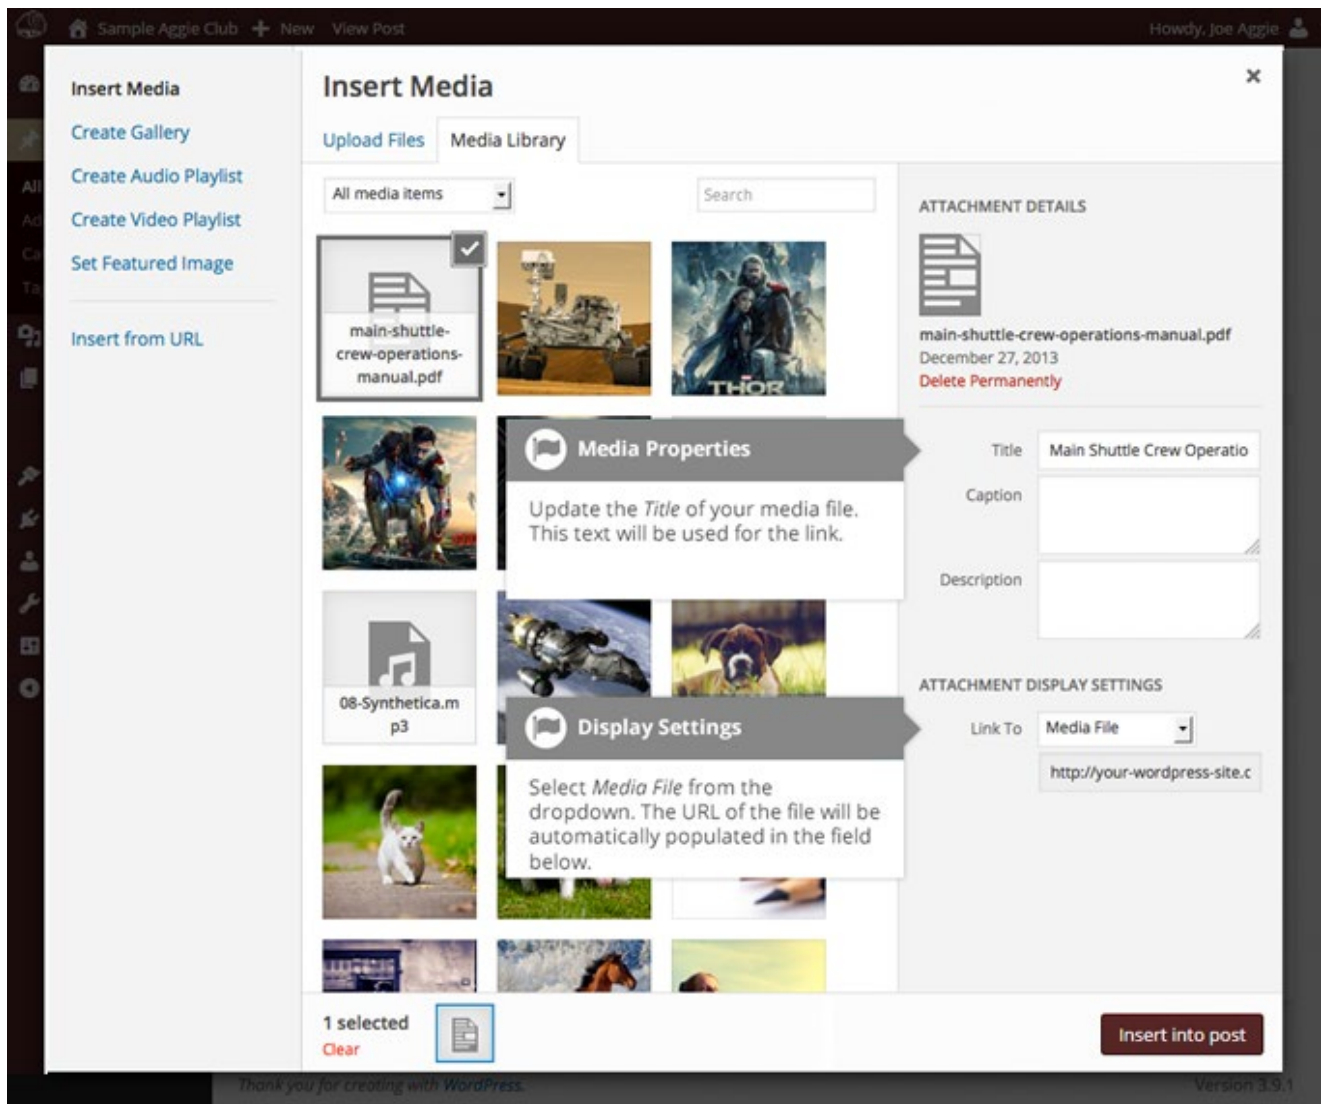 Sample Aggie Club
New
View Post
Howdy, Joe Aggie
All
Ad
Ca
Ta
Insert Media
Create Gallery
Create Audio Playlist
Create Video Playlist
Set Featured Image
Insert from URL
Insert Media
Upload Files
Media Library
All media items
Search
main-shuttle-
crew-operations-
manual.pdf
THOR
Media Properties
Update the Title of your media file.
This text will be used for the link.
08-Synthetica.m
p3
Display Settings
Select Media File from the
dropdown. The URL of the file will be
automatically populated in the field
below.
ATTACHMENT DETAILS
main-shuttle-crew-operations-manual.pdf
December 27, 2013
Delete Permanently
Title
Main Shuttle Crew Operatio
Caption
Description
ATTACHMENT DISPLAY SETTINGS
Link To
Media File
http://your-wordpress-site.c
1 selected
Clear
Insert into post
Thank you for creating with WordPress.
Version 3.9.1